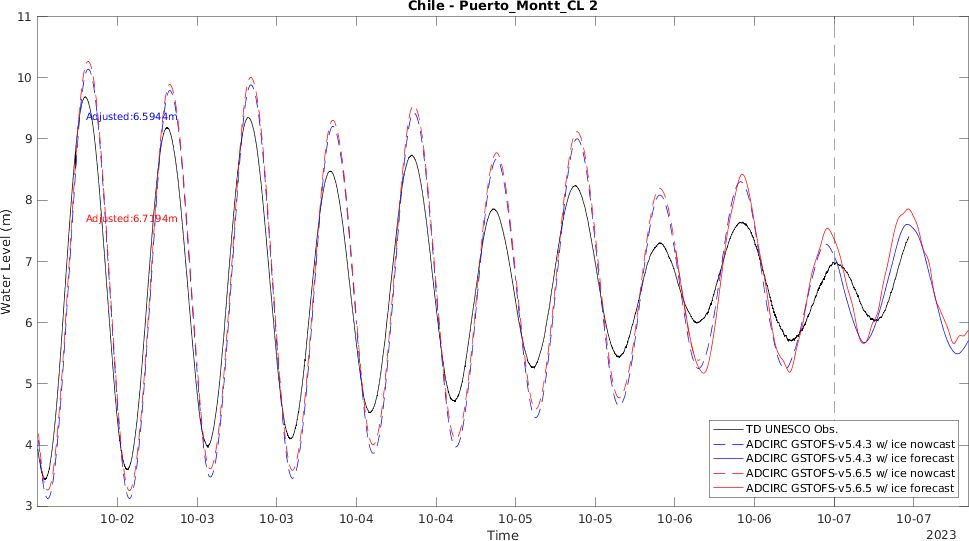 Chile - Puerto_Montt_CL 2
11
10
9
8
7
6
5
4
3
Water Level (m)
Adjusted:6.5944m
Adjusted:6.7194m
TD UNESCO Obs.
ADCIRC GSTOFS-v5.4.3 w/ ice nowcast
ADCIRC GSTOFS-v5.4.3 w/ ice forecast
ADCIRC GSTOFS-v5.6.5 w/ ice nowcast
ADCIRC GSTOFS-v5.6.5 w/ ice forecast
10-02 10-03 10-03 10-04 10-04 10-05 10-05 10-06 10-06 10-07 10-07
Time
2023